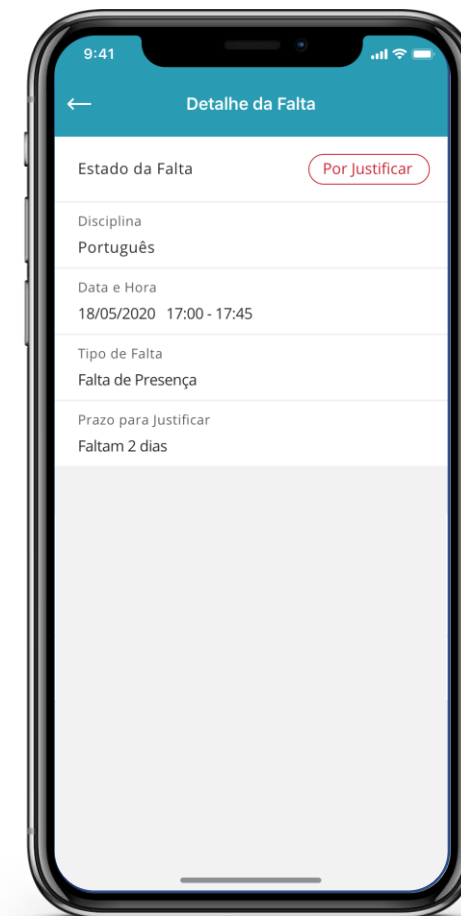 9:41
Detalhe da Falta
Estado da Falta Por Justificar
Disciplina
Português
Data e Hora
18/05/2020 17:00 - 17:45
Tipo de Falta
Falta de Presença
Prazo para Justificar
Faltam 2 dias